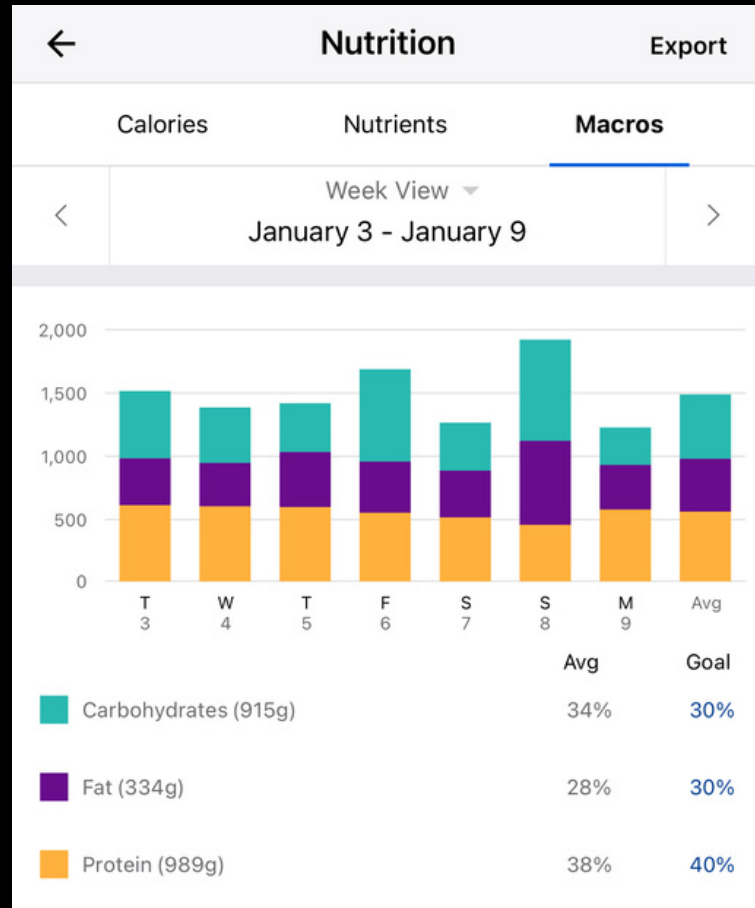 ← Nutrition Export
Calories Nutrients Macros
Week View
< January 3 - January 9 >
2,000
1,500
1,000
500
0
T W T F S S M Avg
3 4 5 6 7 8 9
Avg Goal
Carbohydrates (915g) 34% 30%
Fat (334g) 28% 30%
Protein (989g) 38% 40%